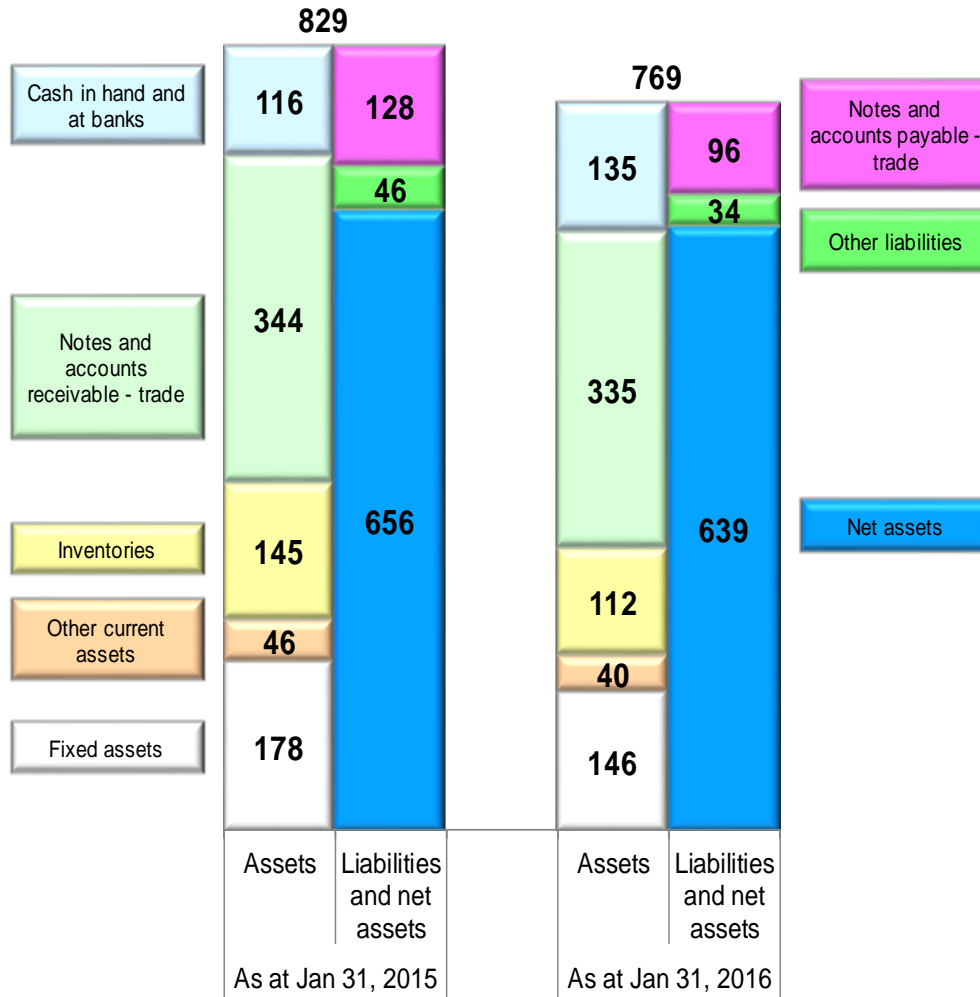 829
769
Cash in hand and
at banks
116
128
Notes and
accounts payable -
trade
135
96
46
34
Other liabilities
Notes and
accounts
receivable - trade
344
335
Inventories
145
656
112
639
Net assets
Other current
assets
46
40
Fixed assets
178
146
Assets
Liabilities
and net
assets
Assets
Liabilities
and net
assets
As at Jan 31, 2015
As at Jan 31, 2016